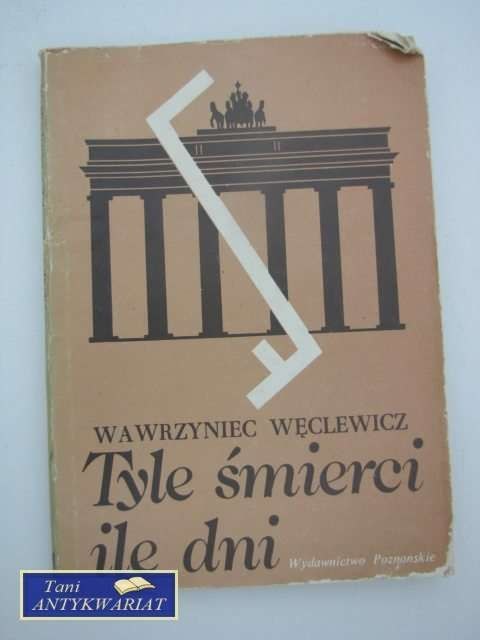 WAWRZYNIEC WĘCLEWICZ
Tyle śmierci
ile dni
Wydawnictwo Poznańskie
Tani
ANTYKWARIAT